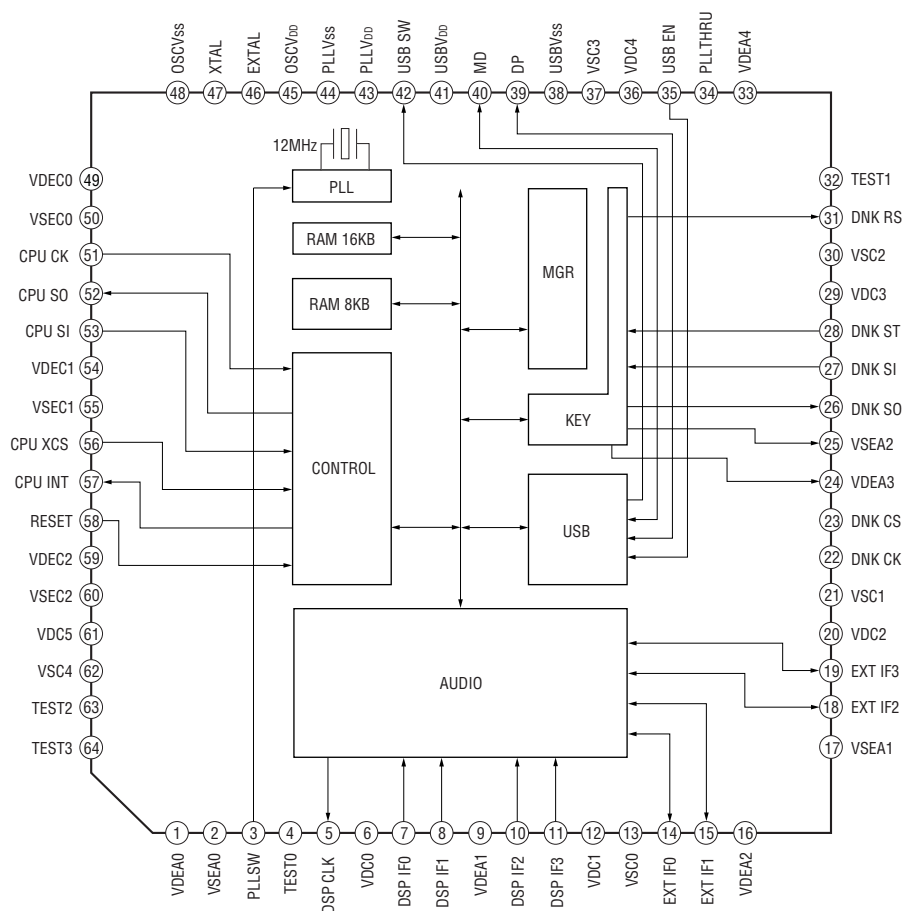 OSCVss
XTAL
EXTAL
OSCVDD
PLLVss
PLLVDD
USB SW
USBVDD
MD
DP
USBVss
VSC3
VDC4
USB EN
PLLTHRU
VDEA4
48 47 46 45 44 43 42 41 40 39 38 37 36 35 34 33
12MHz
PLL
RAM 16KB
RAM 8KB
CONTROL
MGR
KEY
USB
AUDIO
VDEC0 49
VSEC0 50
CPU CK 51
CPU SO 52
CPU SI 53
VDEC1 54
VSEC1 55
CPU XCS 56
CPU INT 57
RESET 58
VDEC2 59
VSEC2 60
VDC5 61
VSC4 62
TEST2 63
TEST3 64
32 TEST1
31 DNK RS
30 VSC2
29 VDC3
28 DNK ST
27 DNK SI
26 DNK SO
25 VSEA2
24 VDEA3
23 DNK CS
22 DNK CK
21 VSC1
20 VDC2
19 EXT IF3
18 EXT IF2
17 VSEA1
1 2 3 4 5 6 7 8 9 10 11 12 13 14 15 16
VDEA0
VSEA0
PLLSW
TEST0
DSP CLK
VDC0
DSP IF0
DSP IF1
VDEA1
DSP IF2
DSP IF3
VDC1
VSC0
EXT IF0
EXT IF1
VDEA2